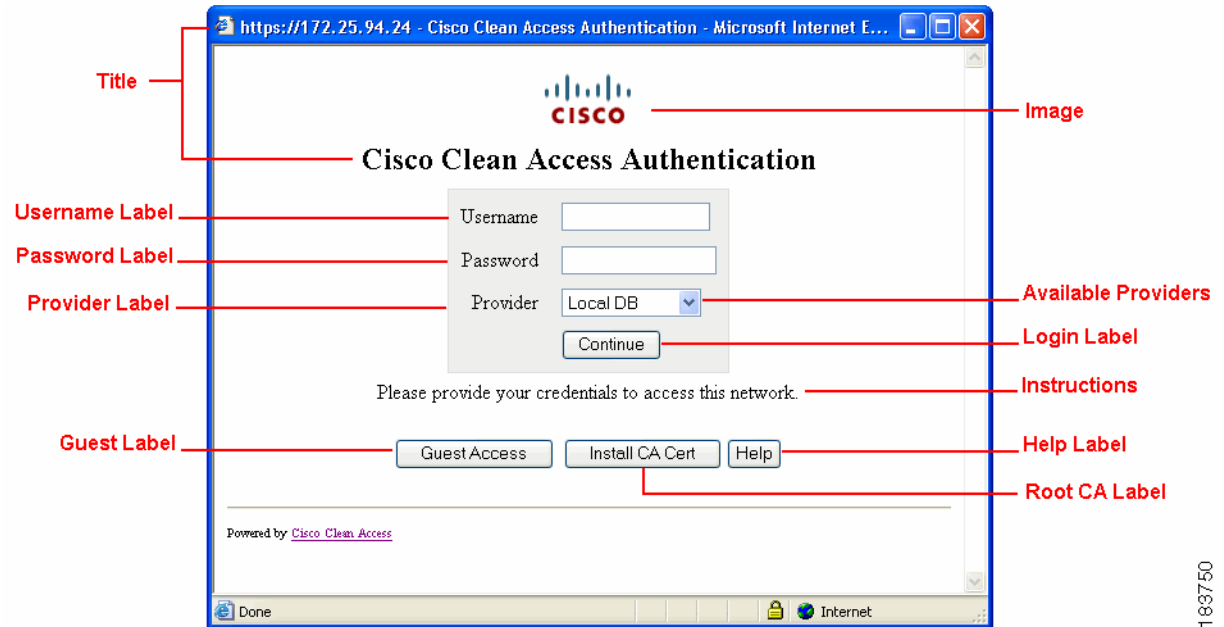 https://172.25.94.24 - Cisco Clean Access Authentication - Microsoft Internet E...
Title
CISCO
Image
Cisco Clean Access Authentication
Username Label
Username
Password Label
Password
Provider Label
Provider
Local DB
Available Providers
Continue
Login Label
Please provide your credentials to access this network.
Instructions
Guest Label
Guest Access
Install CA Cert
Help
Help Label
Root CA Label
Powered by Cisco Clean Access
Done
Internet
183750